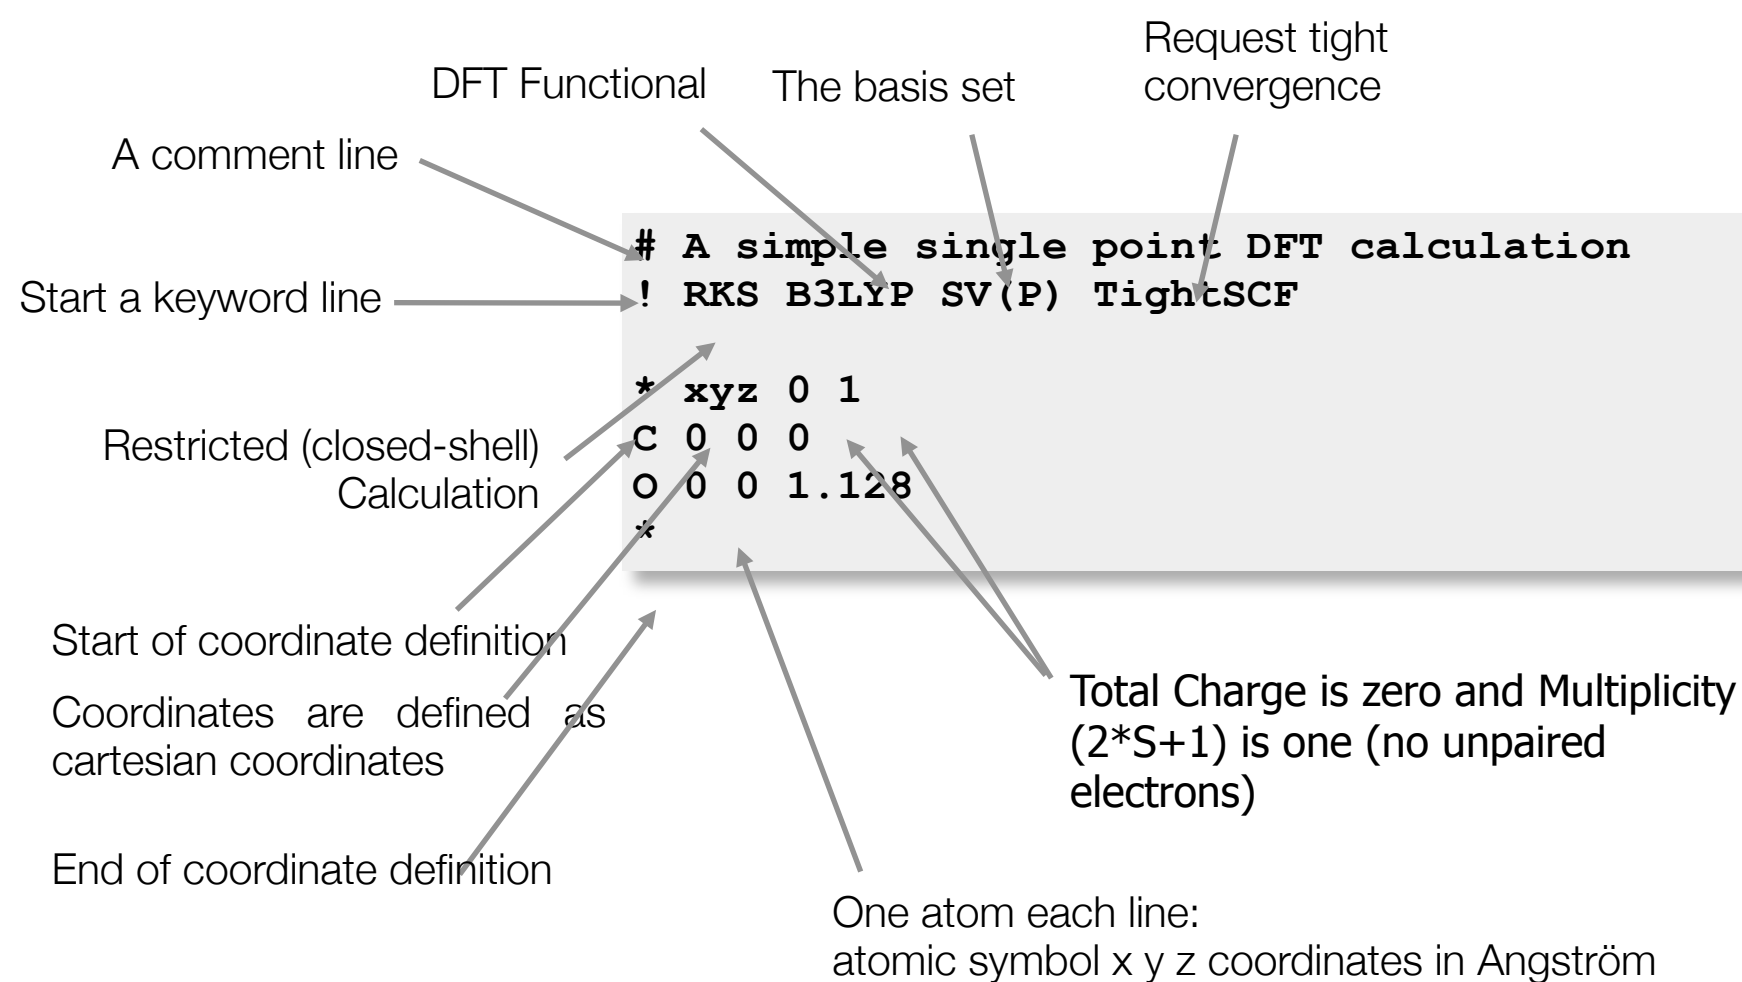 Request tight
convergence
DFT Functional
The basis set
A comment line
# A simple single point DFT calculation
Start a keyword line
! RKS B3LYP SV(P) TightSCF
* xyz 0 1
Restricted (closed-shell)
Calculation
C 0 0 0
O 0 0 1.128
*
Start of coordinate definition
Coordinates are defined as
cartesian coordinates
Total Charge is zero and Multiplicity
(2*S+1) is one (no unpaired
electrons)
End of coordinate definition
One atom each line:
atomic symbol x y z coordinates in Angström